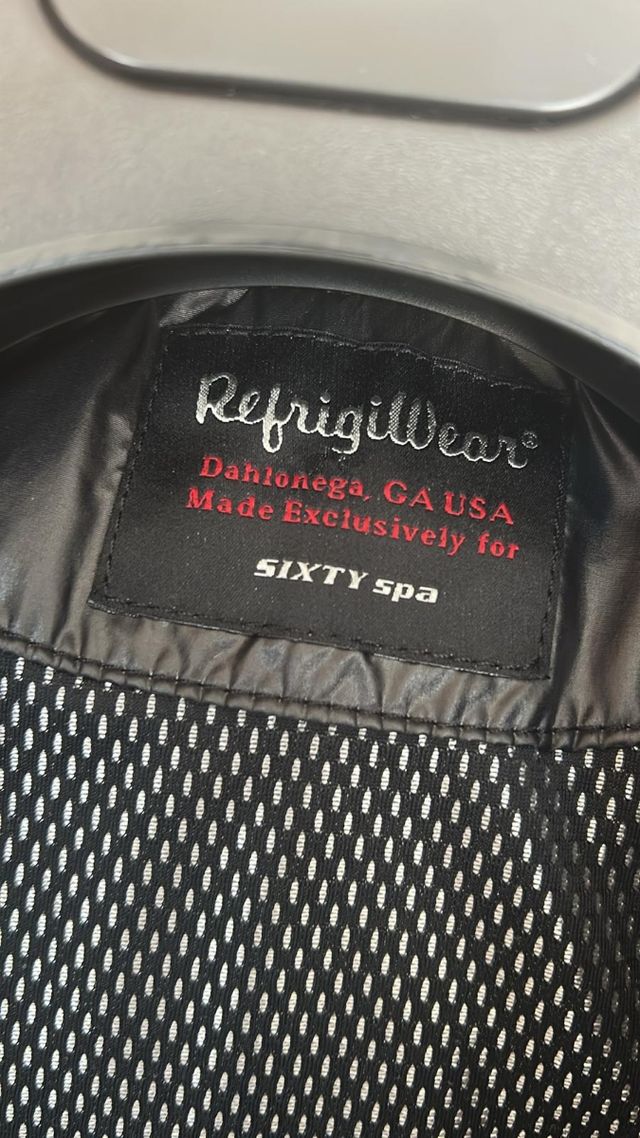 RefrigiWear®
Dahlonega, GA USA
Made Exclusively for
SIXTY spa